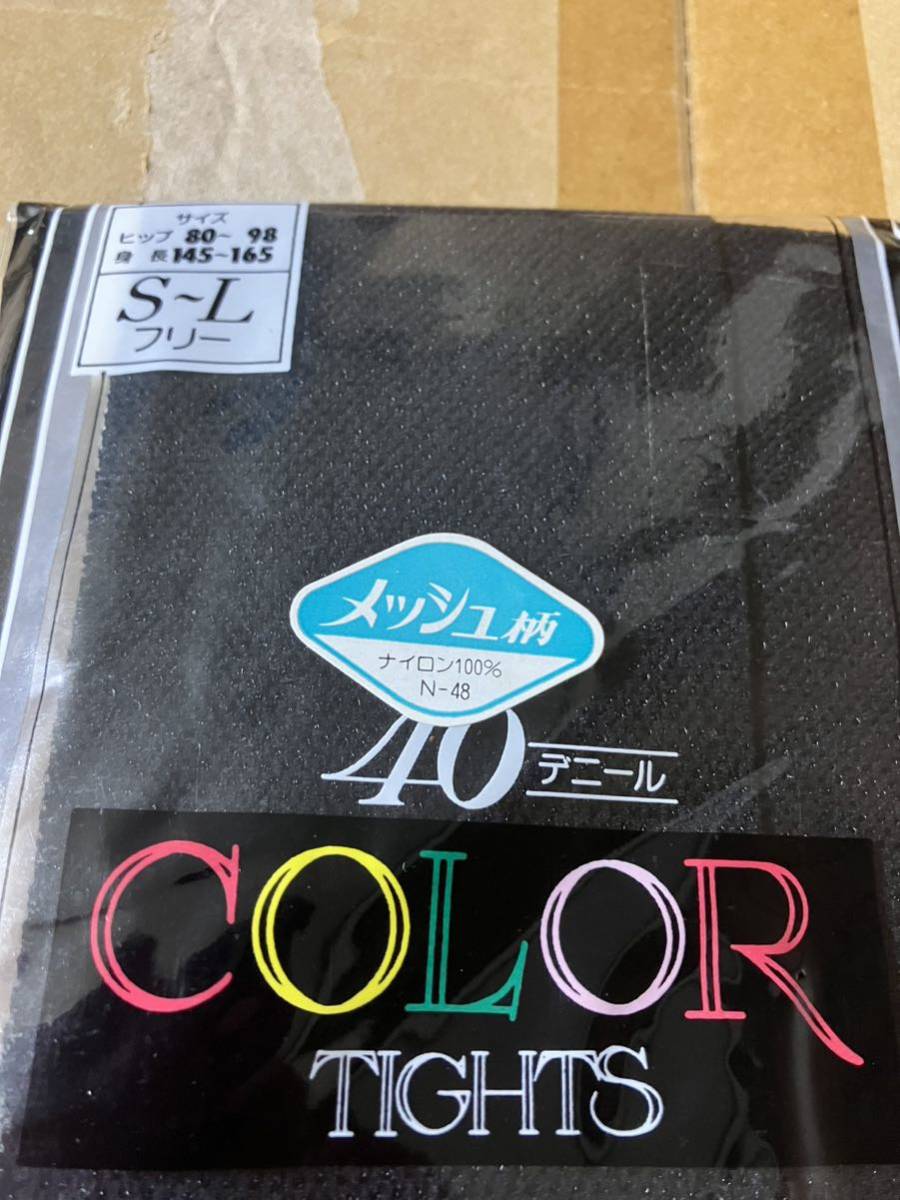 サイズ
ヒップ 80〜 98
身 長 145〜165
S〜L
フリー
メッシュ柄
ナイロン100%
N-48
40 デニール
COLOR
TIGHTS